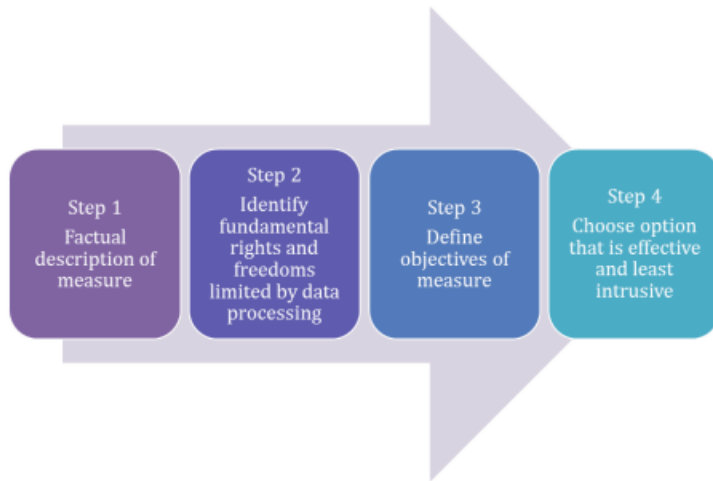 Step 1
Factual
description of
measure
Step 2
Identify
fundamental
rights and
freedoms
limited by data
processing
Step 3
Define
objectives of
measure
Step 4
Choose option
that is effective
and least
intrusive